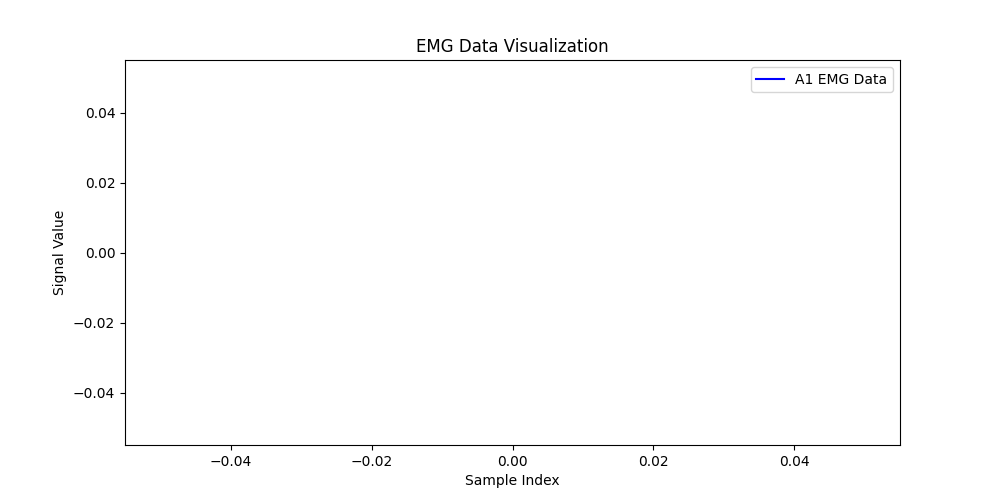 EMG Data Visualization
A1 EMG Data
0.04
0.02
0.00
−0.02
−0.04
Signal Value
−0.04
−0.02
0.00
0.02
0.04
Sample Index